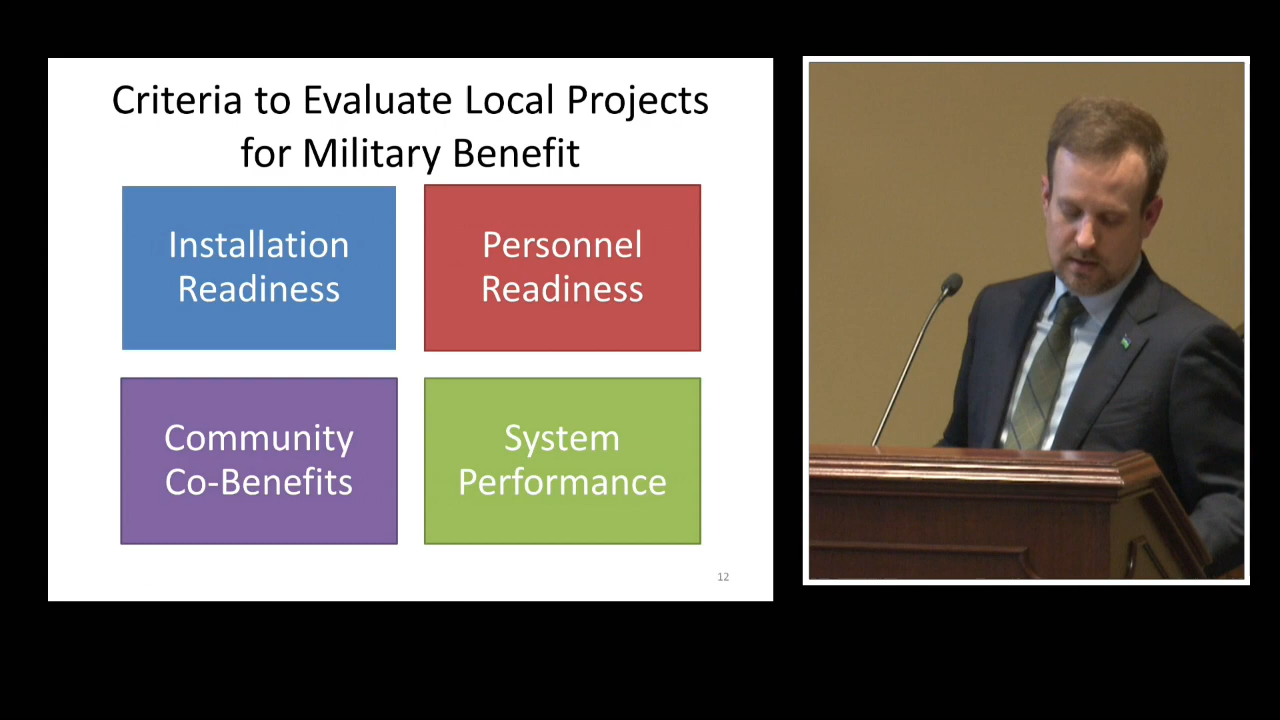 Criteria to Evaluate Local Projects
for Military Benefit
Installation
Readiness
Personnel
Readiness
Community
Co-Benefits
System
Performance
12